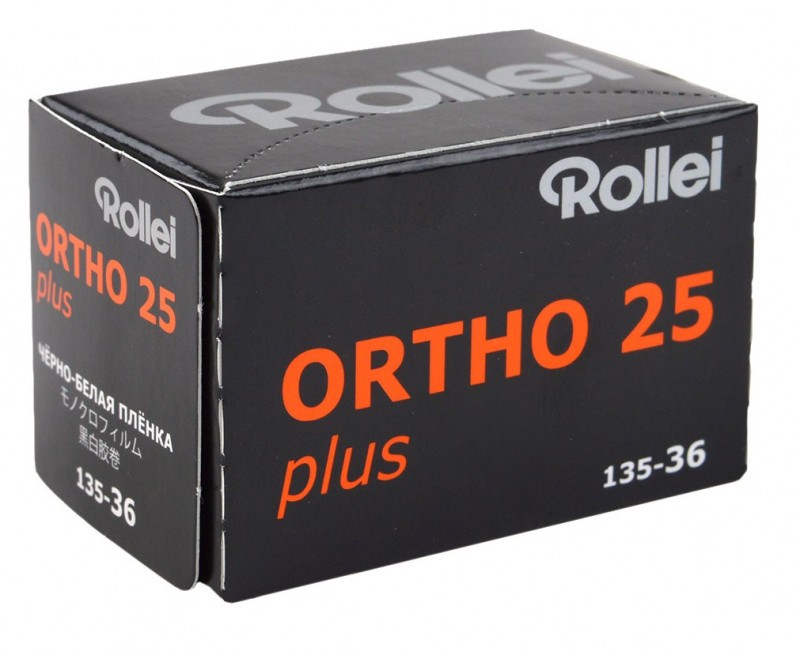 Rollei
Rollei
ORTHO 25
plus
ЧЁРНО-БЕЛАЯ ПЛЁНКА
モノクロフィルム
黑白胶卷
135-36
Rollei
ORTHO 25
plus
135-36